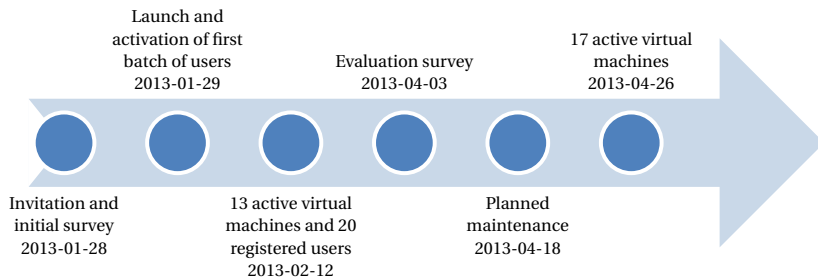 Launch and
activation of first
batch of users
2013-01-29
Evaluation survey
2013-04-03
17 active virtual
machines
2013-04-26
Invitation and
initial survey
2013-01-28
13 active virtual
machines and 20
registered users
2013-02-12
Planned
maintenance
2013-04-18